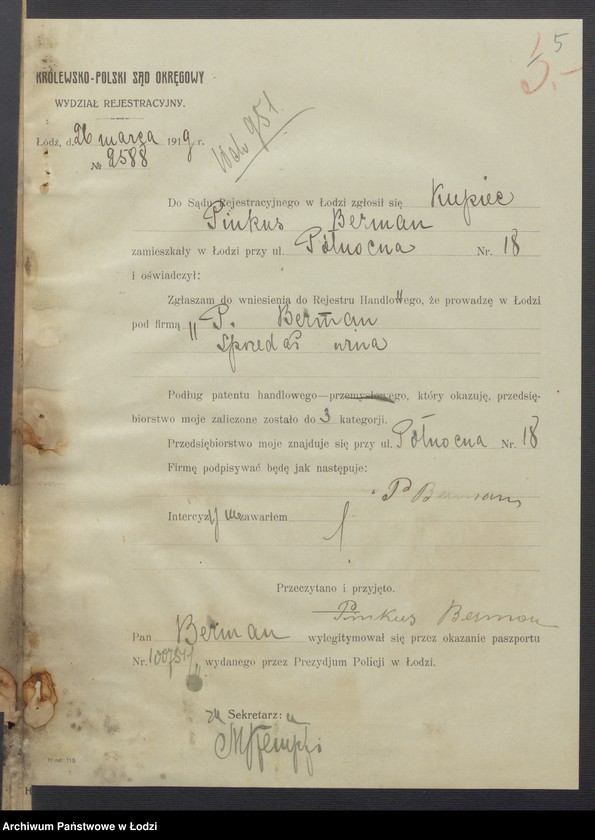 5
5.-
KRÓLEWSKO-POLSKI SĄD OKRĘGOWY
WYDZIAŁ REJESTRACYJNY.
Łódź, d. 26 marca 1919 r.
№ 2588
951.
Do Sądu Rejestracyjnego w Łodzi zgłosił się Kupiec
Pinkus Berman
zamieszkały w Łodzi przy ul. Północna Nr. 18
i oświadczył:
Zgłaszam do wniesienia do Rejestru Handlowego, że prowadzę w Łodzi
pod firmą „P. Berman
Sprzedaż wina
Podług patentu handlowego—przemysłowego, który okazuję, przedsię-
biorstwo moje zaliczone zostało do 3 kategorji.
Przedsiębiorstwo moje znajduje się przy ul. Północna Nr. 18
Firmę podpisywać będę jak następuje:
P Berman
Intercyzy nie zawarłem
Przeczytano i przyjęto.
Pinkus Berman
Pan Berman wylegitymował się przez okazanie paszportu
Nr. wydanego przez Prezydjum Policji w Łodzi.
za Sekretarz:
H
Archiwum Państwowe w Łodzi